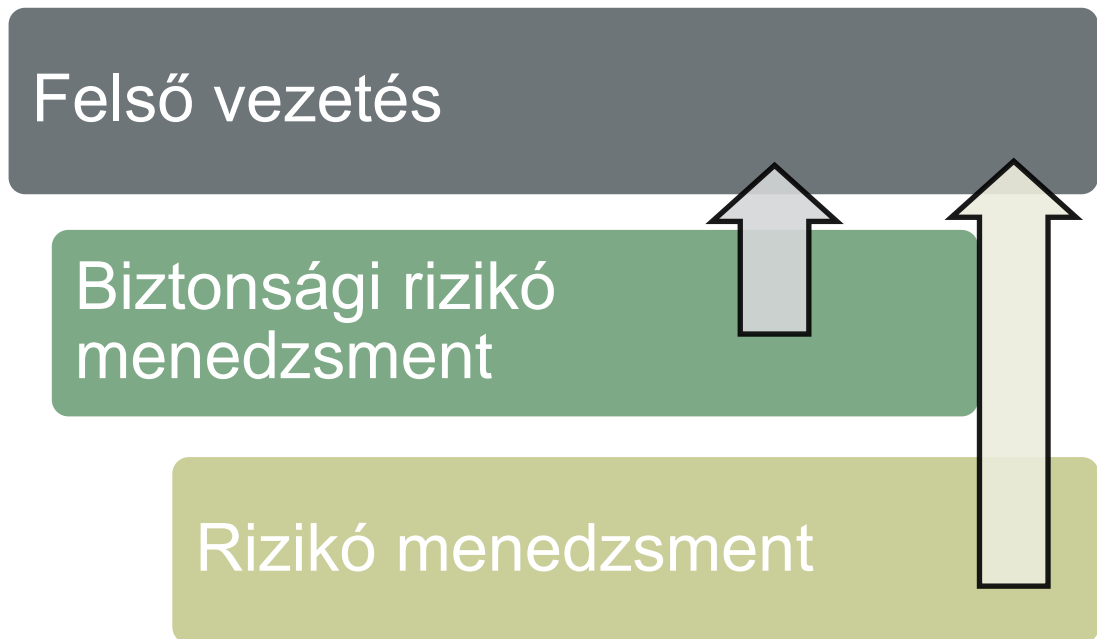 Felső vezetés
Biztonsági rizikó
menedzsment
Rizikó menedzsment